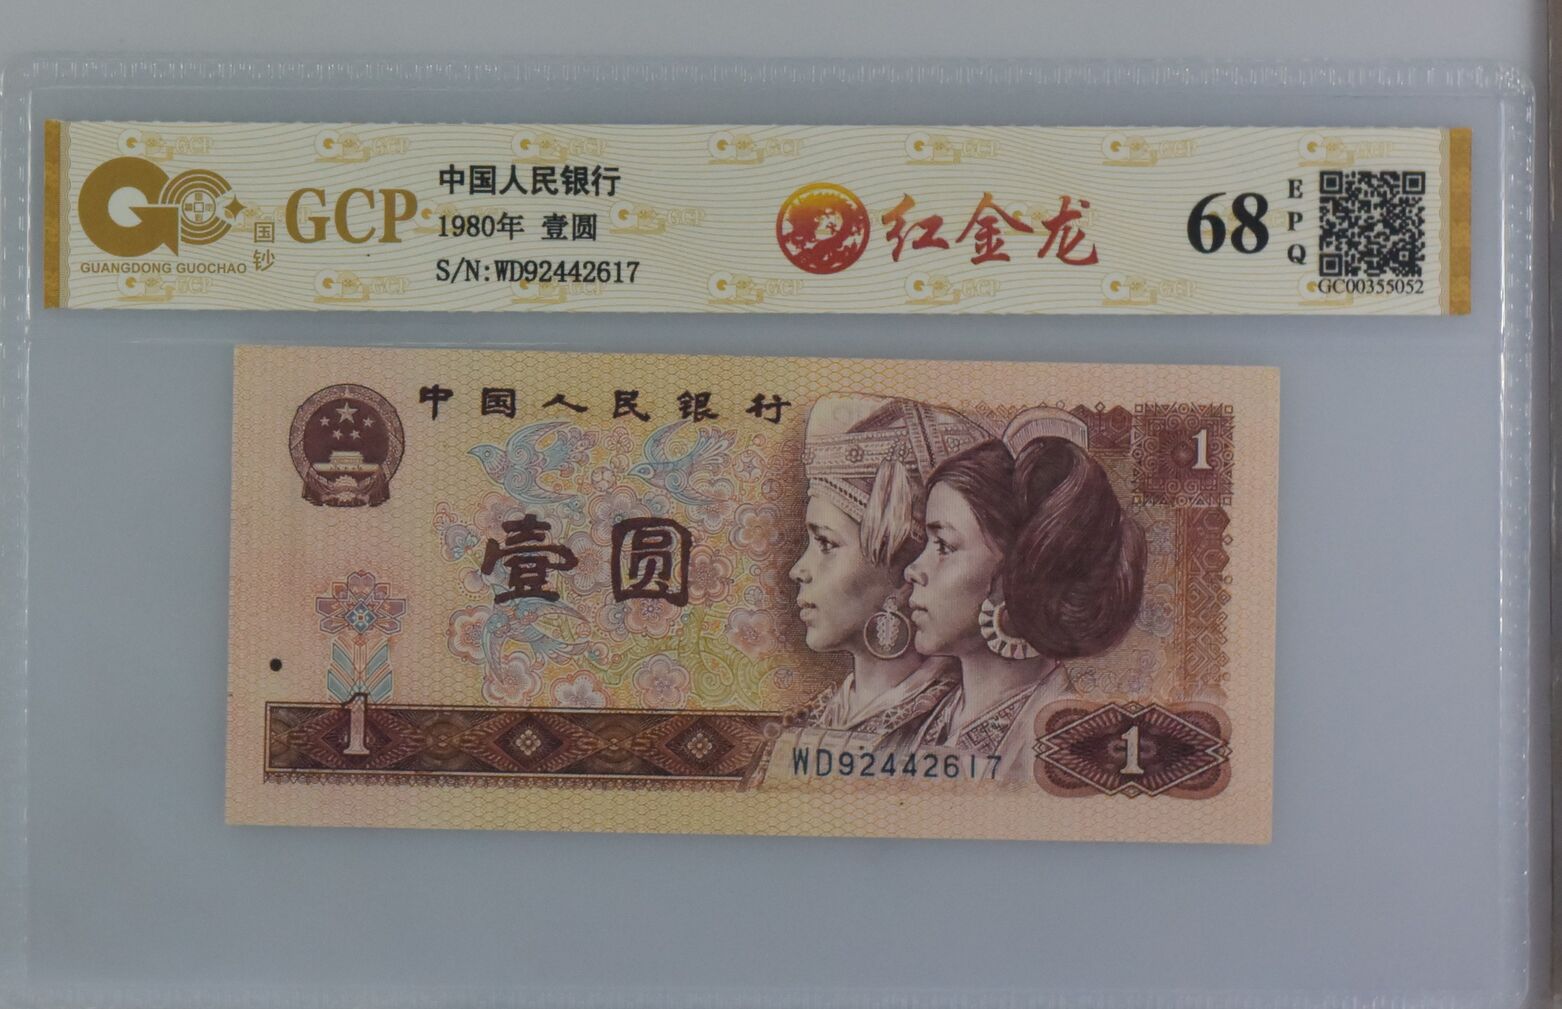 GCP
国钞
GUANGDONG GUOCHAO
中国人民银行
1980年 壹圆
S/N:WD92442617
红金龙
68
EPQ
GC00355052
中国人民银行
1
壹圆
1
WD92442617
1